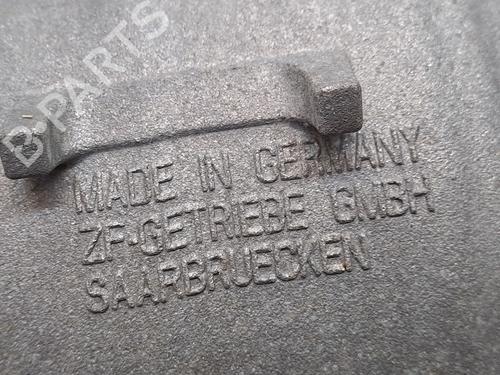 B-PARTS
MADE IN GERMANY
ZF-GETRIEBE GMBH
SAARBRUECKEN